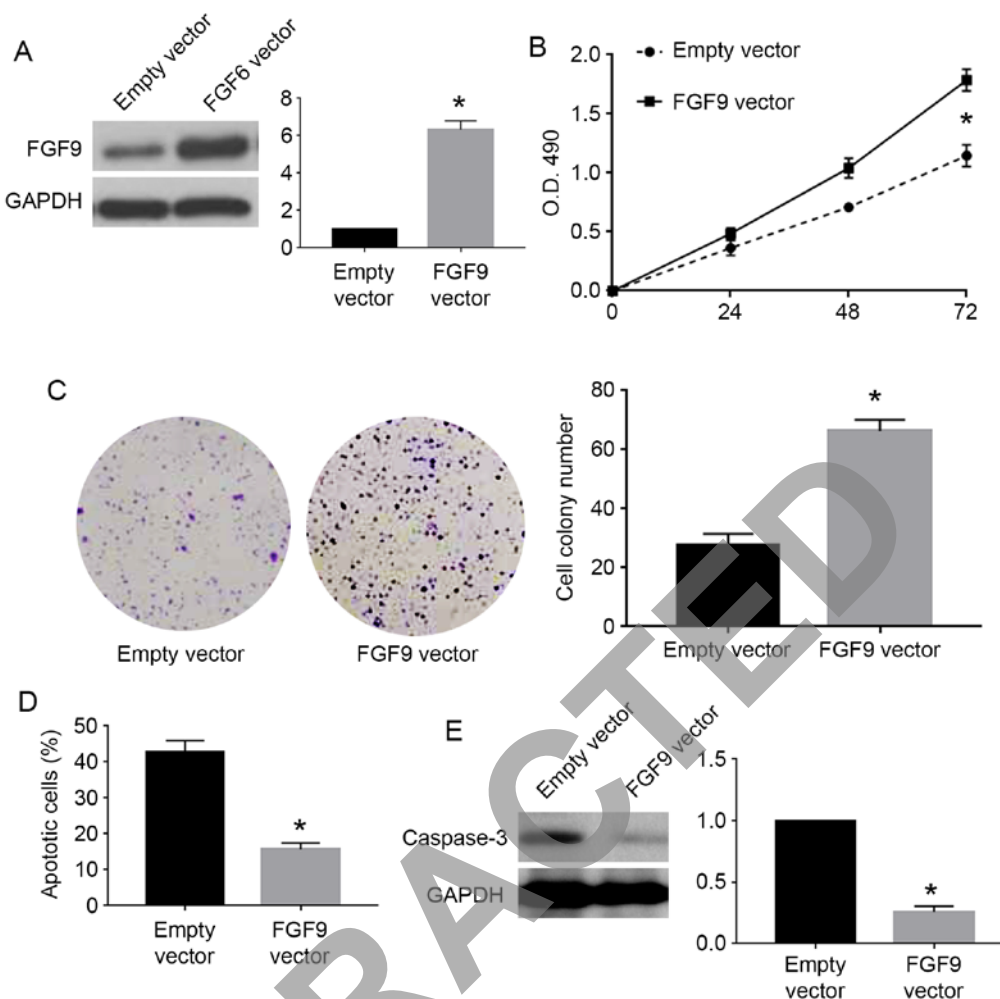 A
Empty vector
FGF6 vector
FGF9
GAPDH
8
6
4
2
0
*
Empty
vector
FGF9
vector
B
Empty vector
FGF9 vector
O.D. 490
2.0
1.5
1.0
0.5
0.0
*
0
24
48
72
C
Empty vector
FGF9 vector
Cell colony number
80
60
40
20
0
*
Empty vector
FGF9 vector
D
Apototic cells (%)
50
40
30
20
10
0
*
Empty
vector
FGF9
vector
E
Empty vector
FGF9 vector
Caspase-3
GAPDH
1.5
1.0
0.5
0.0
*
Empty
vector
FGF9
vector
RACTED